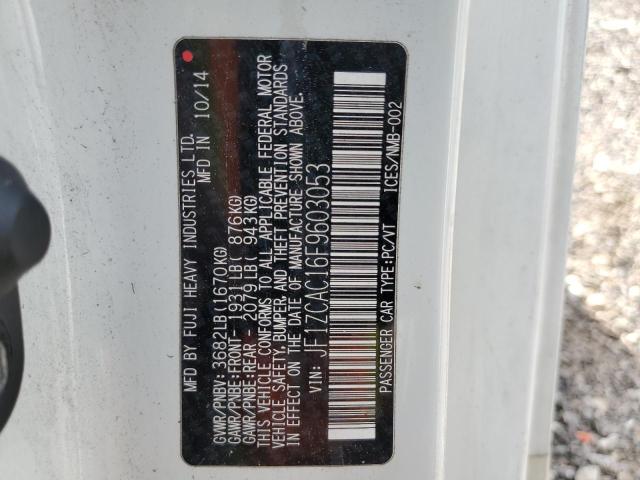 MFD BY FUJI HEAVY INDUSTRIES LTD.
MFD IN 10/14
GVWR/PNBV: 3682LB(1670KG)
GAWR/PNBE:FRONT- 1931LB( 876KG)
GAWR/PNBE:REAR - 2079LB( 943KG)
THIS VEHICLE CONFORMS TO ALL APPLICABLE FEDERAL MOTOR
VEHICLE SAFETY,BUMPER, AND THEFT PREVENTION STANDARDS
IN EFFECT ON THE DATE OF MANUFACTURE SHOWN ABOVE.
VIN: JF1ZCAC16F9603053
PASSENGER CAR TYPE:PC/VT ICES/NMB-002